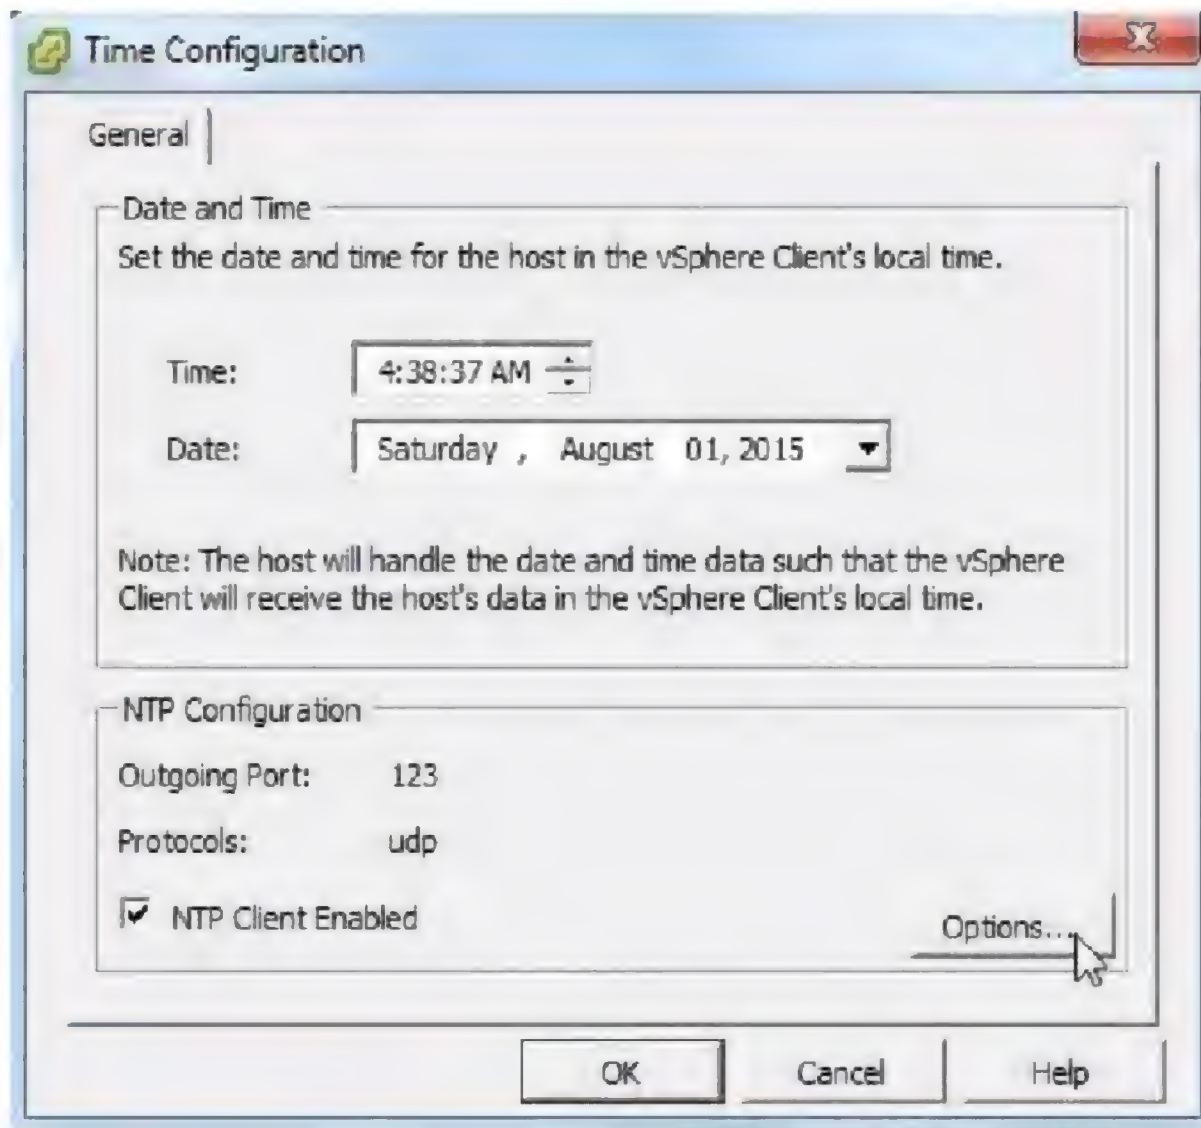 Time Configuration
General
Date and Time
Set the date and time for the host in the vSphere Client's local time.
Time: 4:38:37 AM
Date: Saturday , August 01, 2015
Note: The host will handle the date and time data such that the vSphere
Client will receive the host's data in the vSphere Client's local time.
NTP Configuration
Outgoing Port: 123
Protocols: udp
NTP Client Enabled
Options...
OK Cancel Help